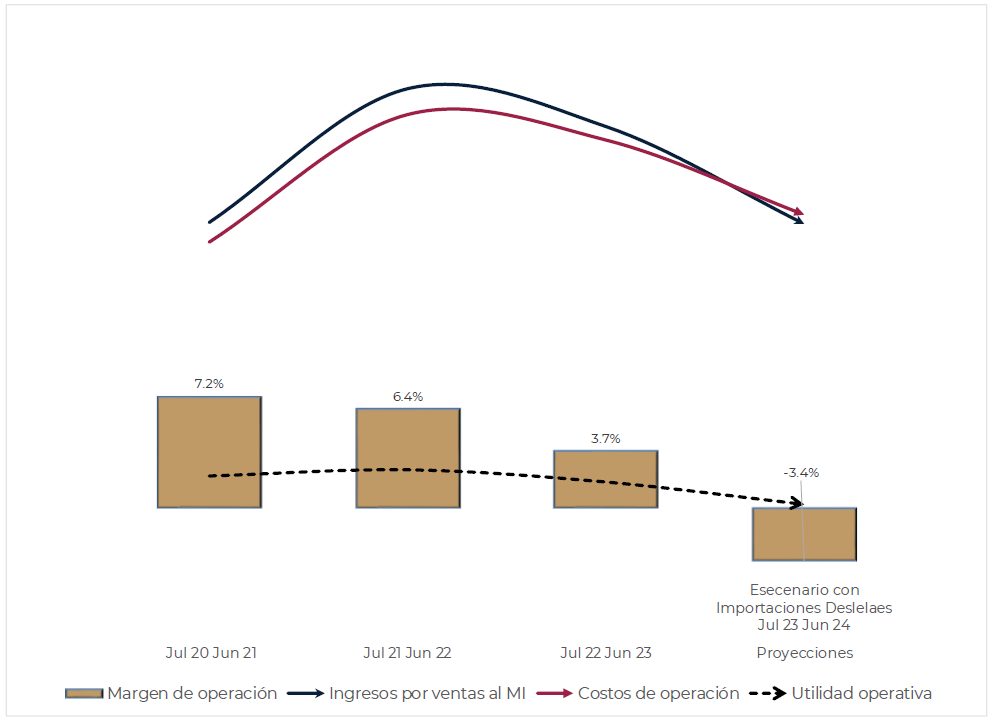 7.2%
6.4%
3.7%
-3.4%
Esecenario con
Importaciones Deslelaes
Jul 23 Jun 24
Jul 20 Jun 21
Jul 21 Jun 22
Jul 22 Jun 23
Proyecciones
Margen de operación
Ingresos por ventas al MI
Costos de operación
Utilidad operativa